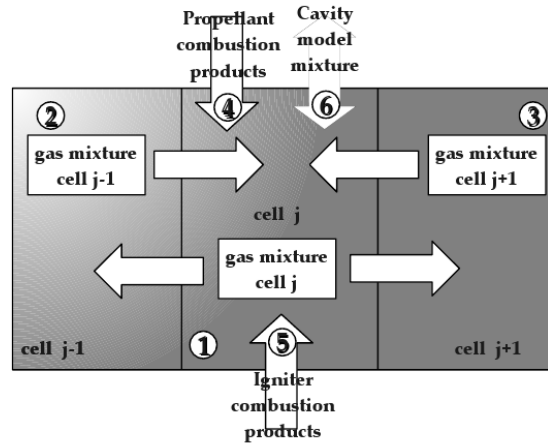 Propellant
combustion
products
Cavity
model
mixture
4
6
2
3
gas mixture
cell j-1
gas mixture
cell j+1
cell j
gas mixture
cell j
cell j-1
1
5
cell j+1
Igniter
combustion
products